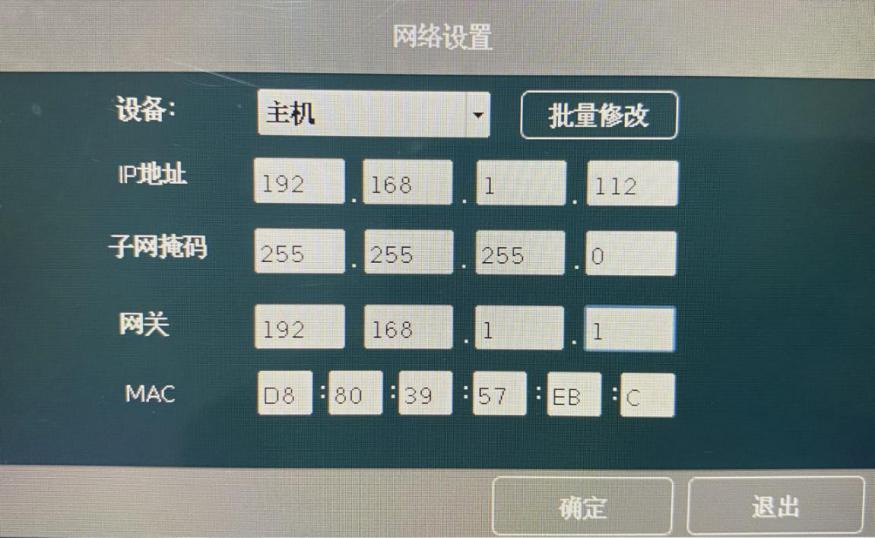 网络设置
设备: 主机 批量修改
IP地址 192 . 168 . 1 . 112
子网掩码 255 . 255 . 255 . 0
网关 192 168 . 1 . 1
MAC D8 : 80 : 39 : 57 : EB : C
确定 退出